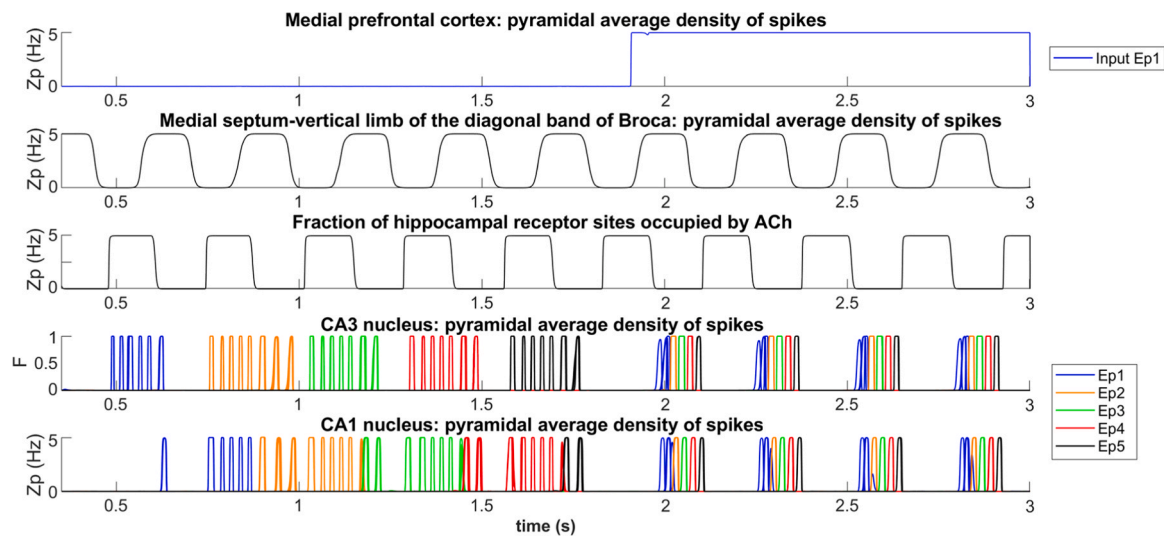 Medial prefrontal cortex: pyramidal average density of spikes
Zp (Hz)
5
0
0.5 1 1.5 2 2.5 3
Input Ep1
Medial septum-vertical limb of the diagonal band of Broca: pyramidal average density of spikes
Zp (Hz)
5
0
0.5 1 1.5 2 2.5 3
Fraction of hippocampal receptor sites occupied by ACh
Zp (Hz)
5
0
0.5 1 1.5 2 2.5 3
CA3 nucleus: pyramidal average density of spikes
F
1
0.5
0
0.5 1 1.5 2 2.5 3
Ep1
Ep2
Ep3
Ep4
Ep5
CA1 nucleus: pyramidal average density of spikes
Zp (Hz)
5
0
0.5 1 1.5 2 2.5 3
time (s)